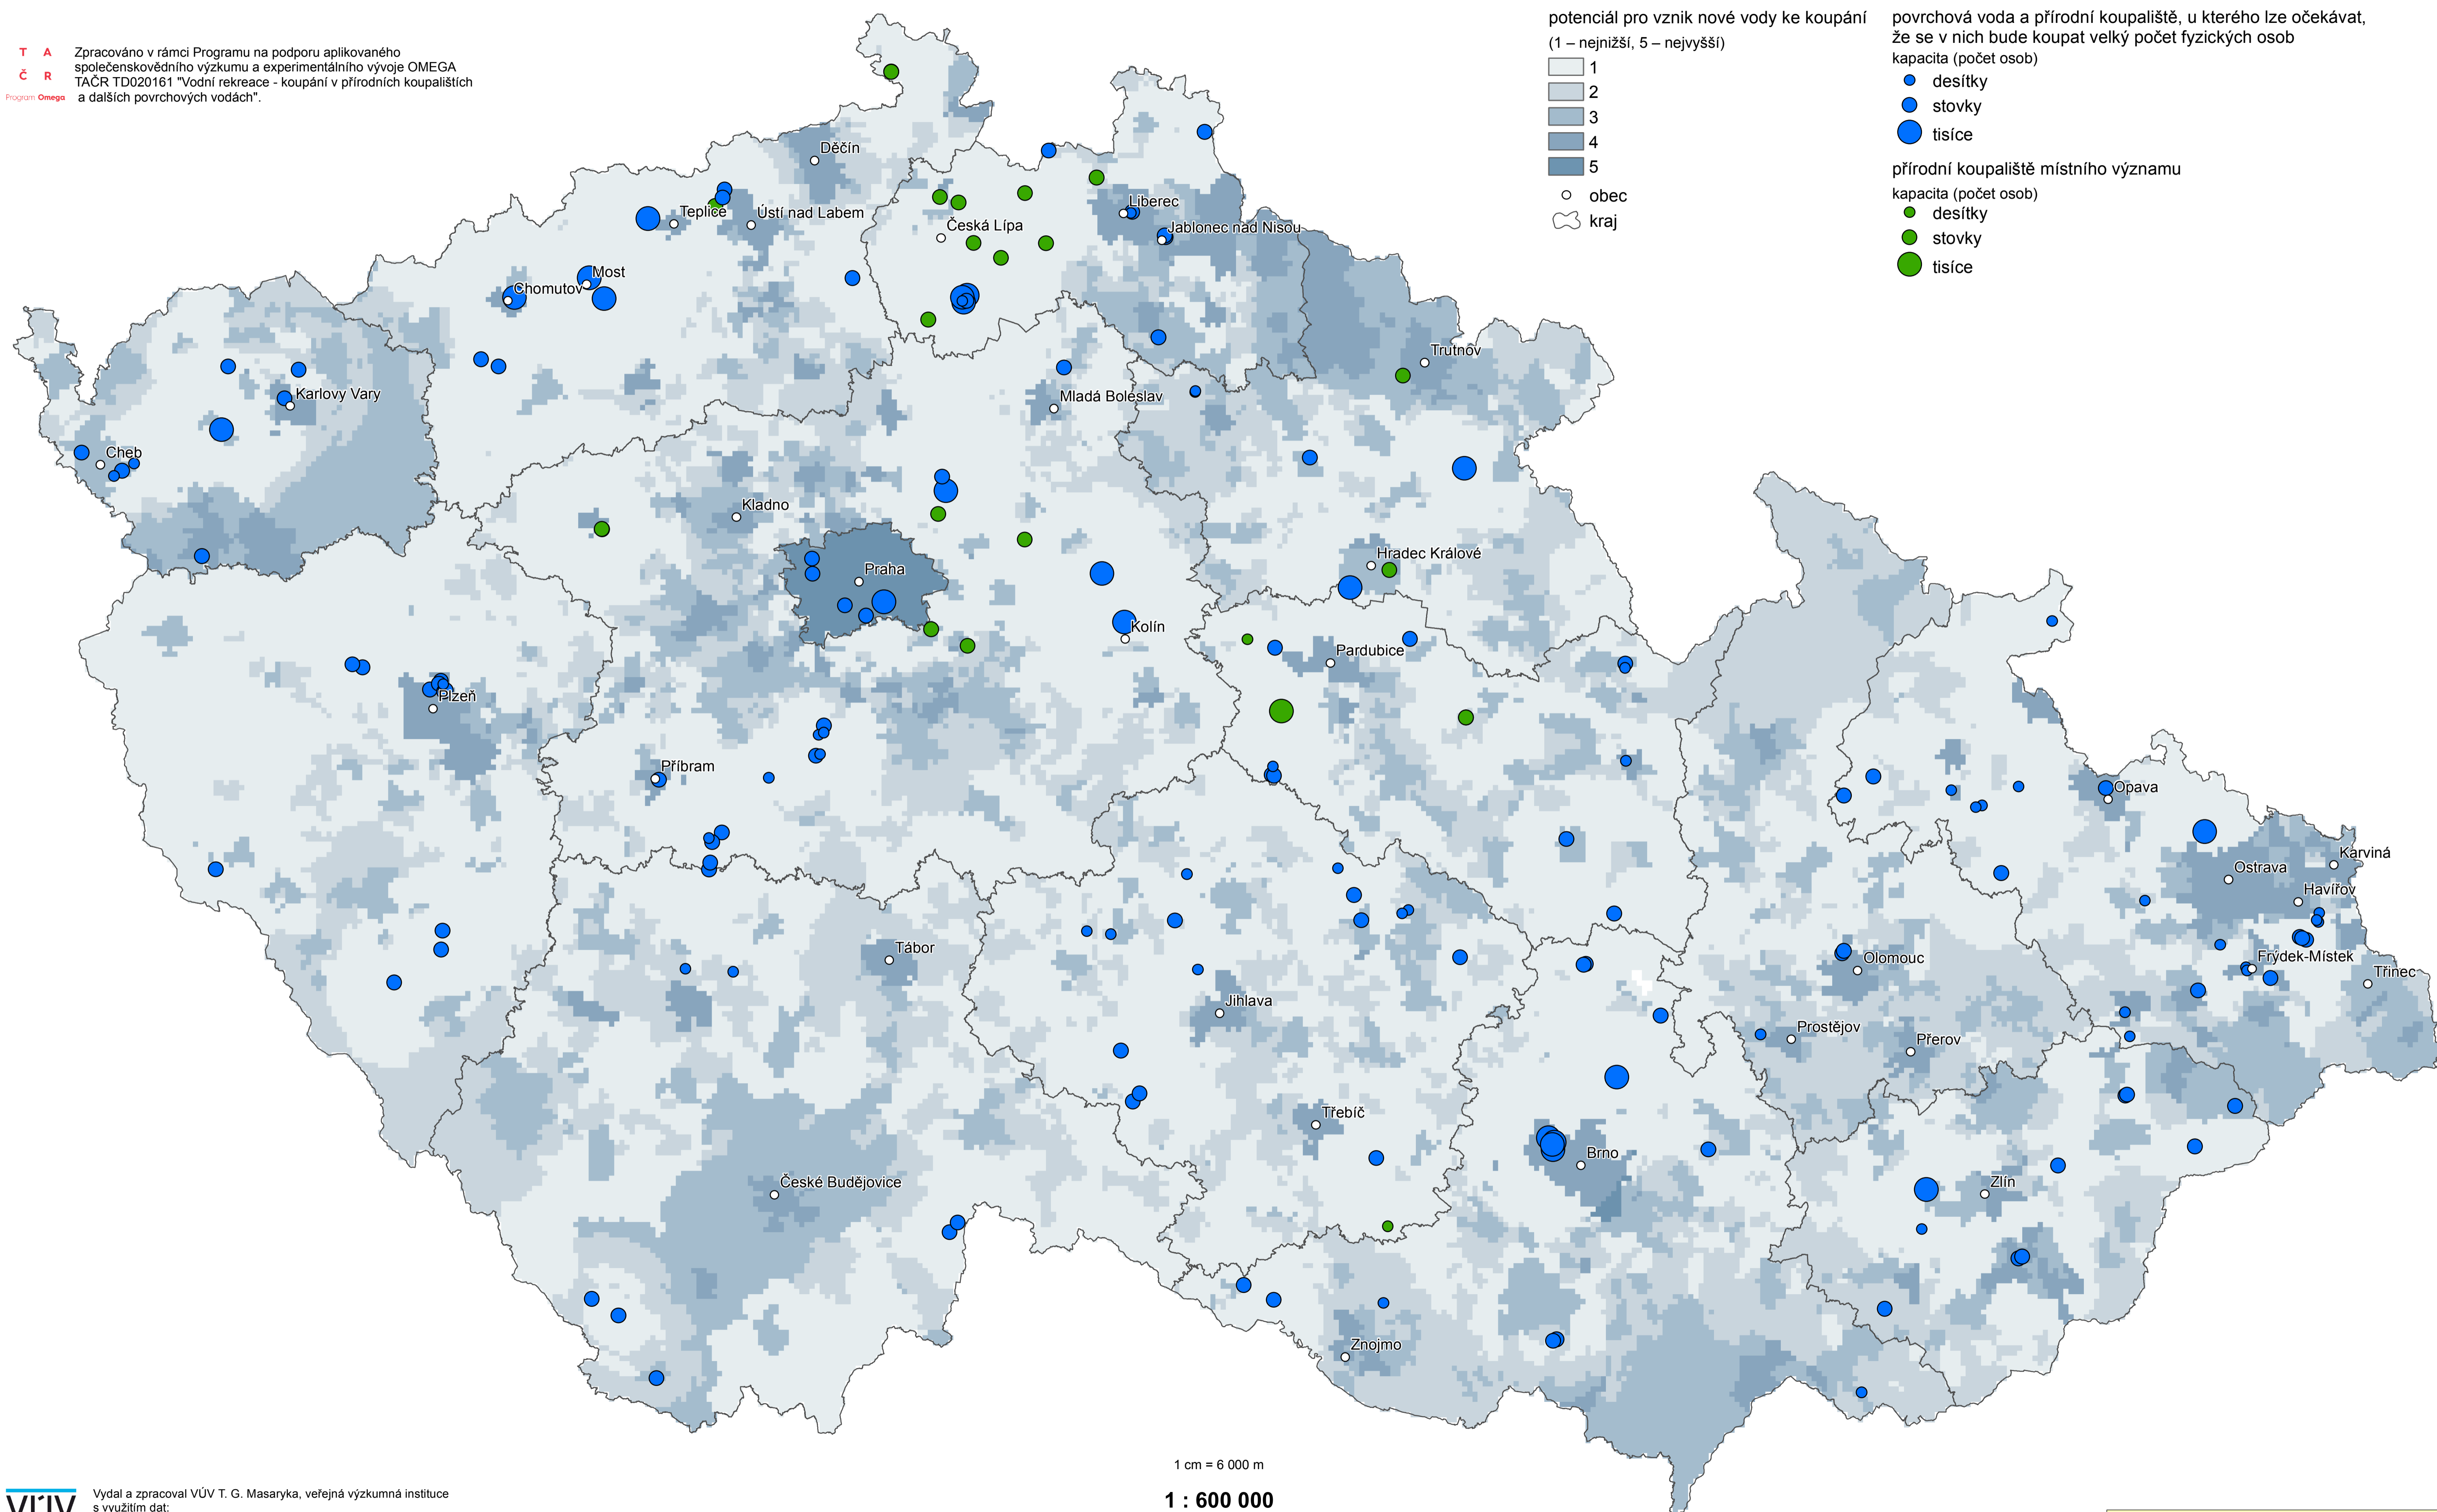 T A
Č R
Program Omega
Zpracováno v rámci Programu na podporu aplikovaného
společenskovědního výzkumu a experimentálního vývoje OMEGA
TAČR TD020161 "Vodní rekreace - koupání v přírodních koupalištích
a dalších povrchových vodách".
potenciál pro vznik nové vody ke koupání
(1 – nejnižší, 5 – nejvyšší)
1
2
3
4
5
obec
kraj
povrchová voda a přírodní koupaliště, u kterého lze očekávat,
že se v nich bude koupat velký počet fyzických osob
kapacita (počet osob)
desítky
stovky
tisíce
přírodní koupaliště místního významu
kapacita (počet osob)
desítky
stovky
tisíce
Děčín
Teplice
Ústí nad Labem
Liberec
Česká Lípa
Jablonec nad Nisou
Most
Chomutov
Trutnov
Karlovy Vary
Mladá Boleslav
Cheb
Kladno
Hradec Králové
Praha
Kolín
Pardubice
Plzeň
Příbram
Opava
Karviná
Ostrava
Havířov
Tábor
Olomouc
Frýdek-Místek
Třinec
Jihlava
Prostějov
Přerov
Třebíč
Brno
České Budějovice
Zlín
Znojmo
1 cm = 6 000 m
1 : 600 000
VÚV
Vydal a zpracoval VÚV T. G. Masaryka, veřejná výzkumná instituce
s využitím dat: